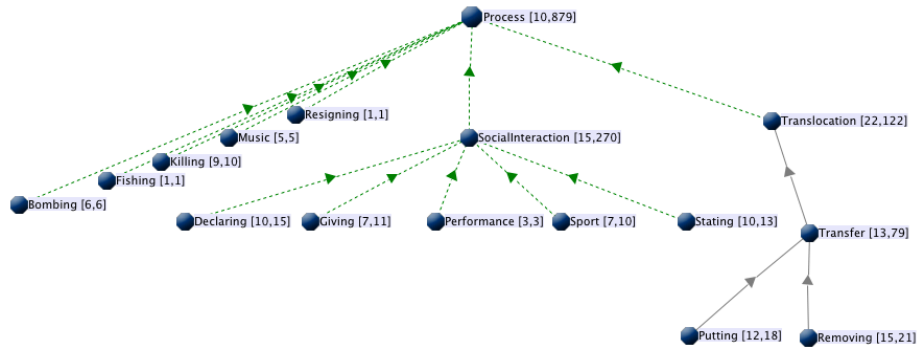 Process [10,879]
Resigning [1,1]
Translocation [22,122]
Music [5,5]
SocialInteraction [15,270]
Killing [9,10]
Fishing [1,1]
Bombing [6,6]
Declaring [10,15]
Giving [7,11]
Performance [3,3]
Sport [7,10]
Stating [10,13]
Transfer [13,79]
Putting [12,18]
Removing [15,21]